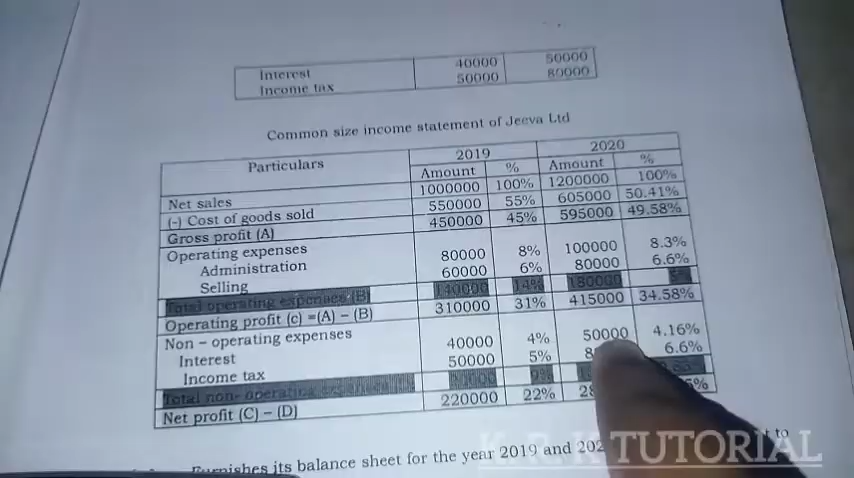 Interest 40000 50000
Income tax 50000 80000
Common size income statement of Jeeva Ltd
Particulars 2019 2020
Amount % Amount %
Net sales 1000000 100% 1200000 100%
(-) Cost of goods sold 550000 55% 605000 50.41%
Gross profit (A) 450000 45% 595000 49.58%
Operating expenses
Administration 80000 8% 100000 8.3%
Selling 60000 6% 80000 6.6%
Total operating expenses (B) 140000 14% 180000
Operating profit (c) =(A) – (B) 310000 31% 415000 34.58%
Non – operating expenses
Interest 40000 4% 50000 4.16%
Income tax 50000 5% 6.6%
Total non- operating 9%
Net profit (C) – (D) 220000 22%
Furnishes its balance sheet for the year 2019 and to
K.R.K TUTORIAL